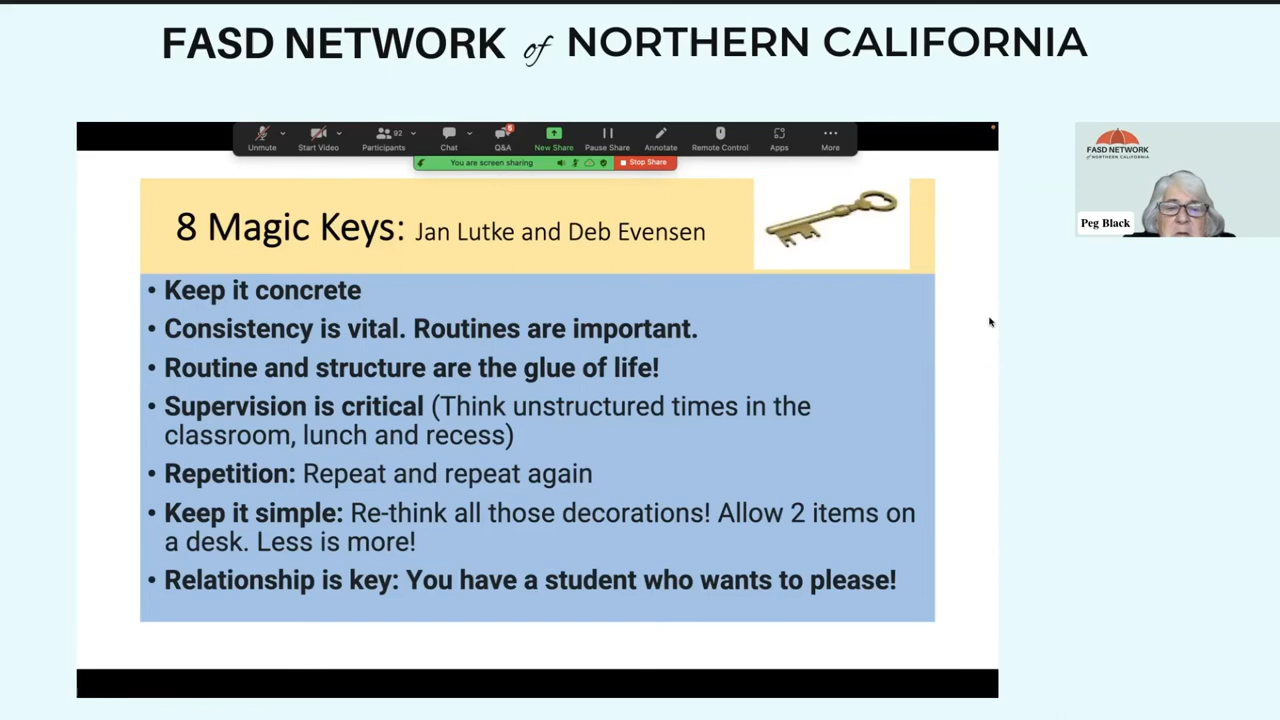 FASD NETWORK of NORTHERN CALIFORNIA
Unmute
Start Video
92
Participants
Chat
Q&A
New Share
Pause Share
Annotate
Remote Control
Apps
More
You are screen sharing
Stop Share
8 Magic Keys: Jan Lutke and Deb Evensen
• Keep it concrete
• Consistency is vital. Routines are important.
• Routine and structure are the glue of life!
• Supervision is critical (Think unstructured times in the
classroom, lunch and recess)
• Repetition: Repeat and repeat again
• Keep it simple: Re-think all those decorations! Allow 2 items on
a desk. Less is more!
• Relationship is key: You have a student who wants to please!
FASD NETWORK
of NORTHERN CALIFORNIA
Peg Black